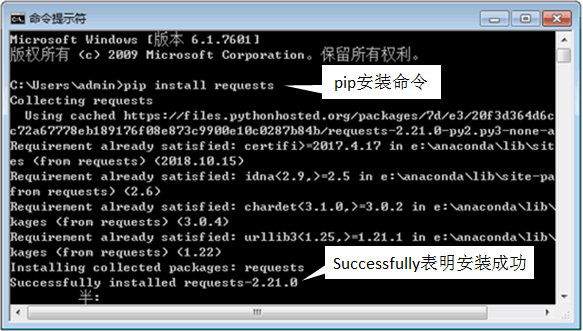 命令提示符
Microsoft Windows [版本 6.1.7601]
版权所有 (c) 2009 Microsoft Corporation。保留所有权利。
C:\Users\admin>pip install requests
pip安装命令
Collecting requests
Using cached https://files.pythonhosted.org/packages/7d/e3/20f3d364d6c
c72a67778eb189176f08e873c9900e10c0287b84b/requests-2.21.0-py2.py3-none-a
Requirement already satisfied: certifi>=2017.4.17 in e:\anaconda\lib\sit
es (from requests) (2018.10.15)
Requirement already satisfied: idna<2.9,>=2.5 in e:\anaconda\lib\site-pa
from requests) (2.6)
Requirement already satisfied: chardet<3.1.0,>=3.0.2 in e:\anaconda\lib\
kages (from requests) (3.0.4)
Requirement already satisfied: urllib3<1.25,>=1.21.1 in e:\anaconda\lib\
kages (from requests) (1.22)
Installing collected packages: requests
Successfully表明安装成功
Successfully installed requests-2.21.0
半: